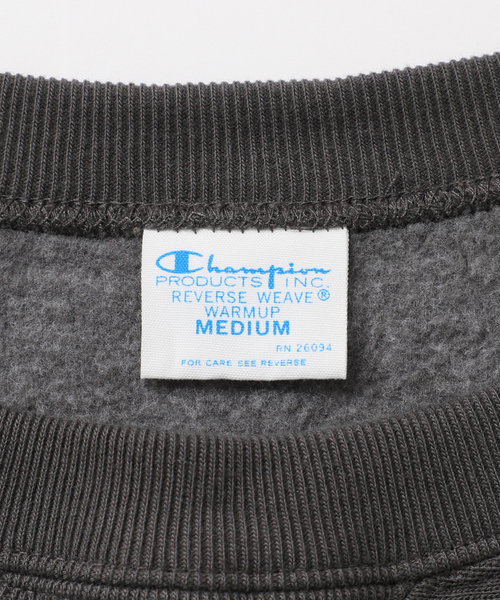 Champion
PRODUCTS INC.
REVERSE WEAVE®
WARMUP
MEDIUM
RN 26094
FOR CARE SEE REVERSE